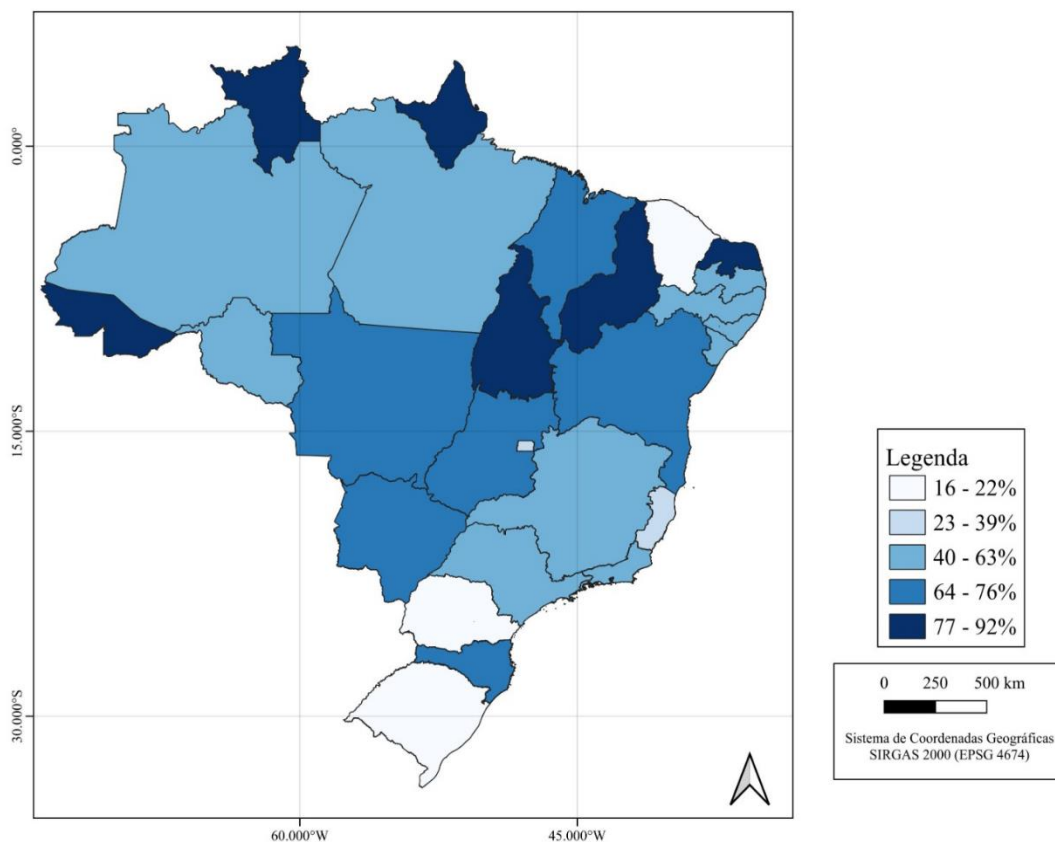 0.000°
15.000°S
30.000°S
60.000°W
45.000°W
Legenda
16 - 22%
23 - 39%
40 - 63%
64 - 76%
77 - 92%
0 250 500 km
Sistema de Coordenadas Geográficas
SIRGAS 2000 (EPSG 4674)